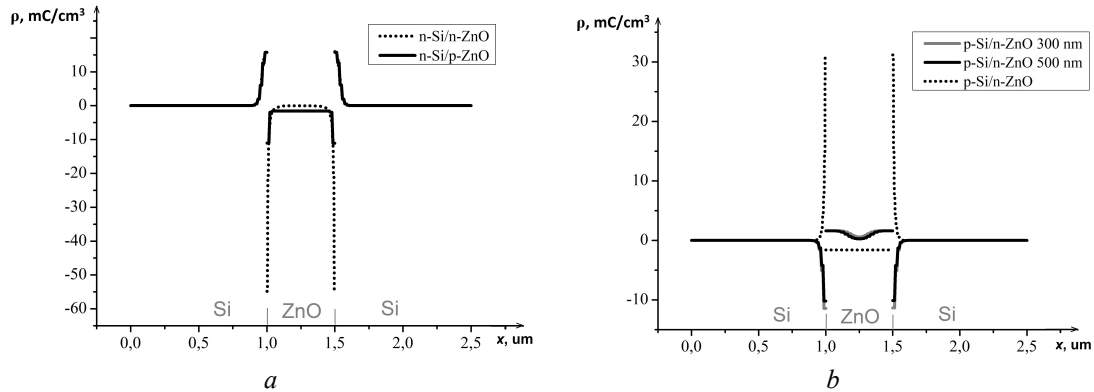 ρ, mC/cm³
n-Si/n-ZnO
n-Si/p-ZnO
20
10
0
-10
-20
-30
-40
-50
-60
Si
ZnO
Si
0,0
0,5
1,0
1,5
2,0
2,5
x, um
a
ρ, mC/cm³
p-Si/n-ZnO 300 nm
p-Si/n-ZnO 500 nm
p-Si/n-ZnO
30
20
10
0
-10
Si
ZnO
Si
0,0
0,5
1,0
1,5
2,0
2,5
x, um
b